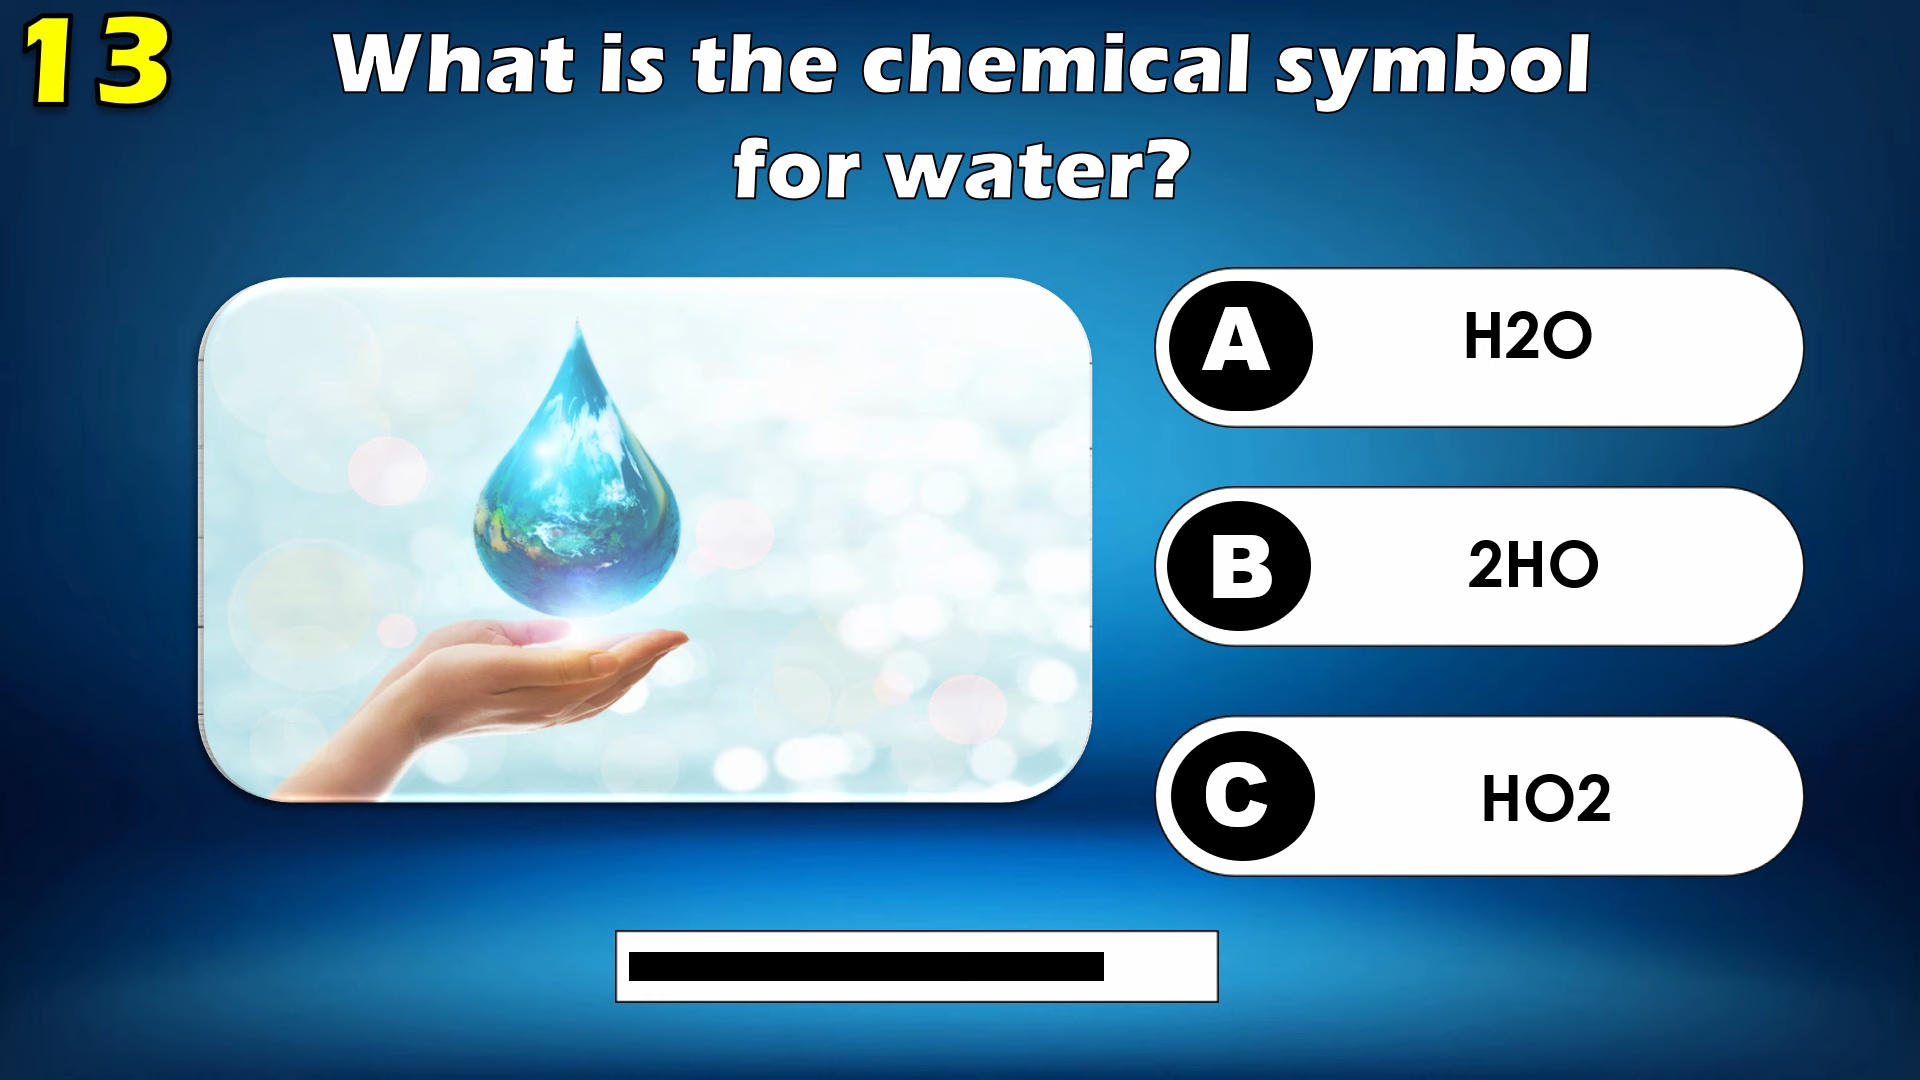 13
What is the chemical symbol
for water?
A H2O
B 2HO
C HO2